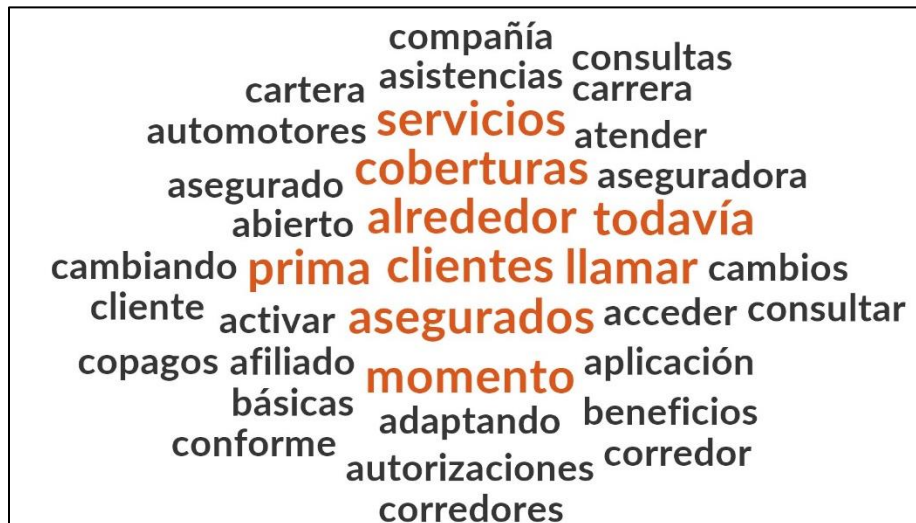 compañía
asistencias consultas
cartera carrera
automotores servicios atender
asegurado coberturas aseguradora
abierto alrededor todavía
cambiando prima clientes llamar cambios
cliente activar asegurados acceder consultar
copagos afiliado momento aplicación
básicas adaptando beneficios
conforme autorizaciones corredor
corredores